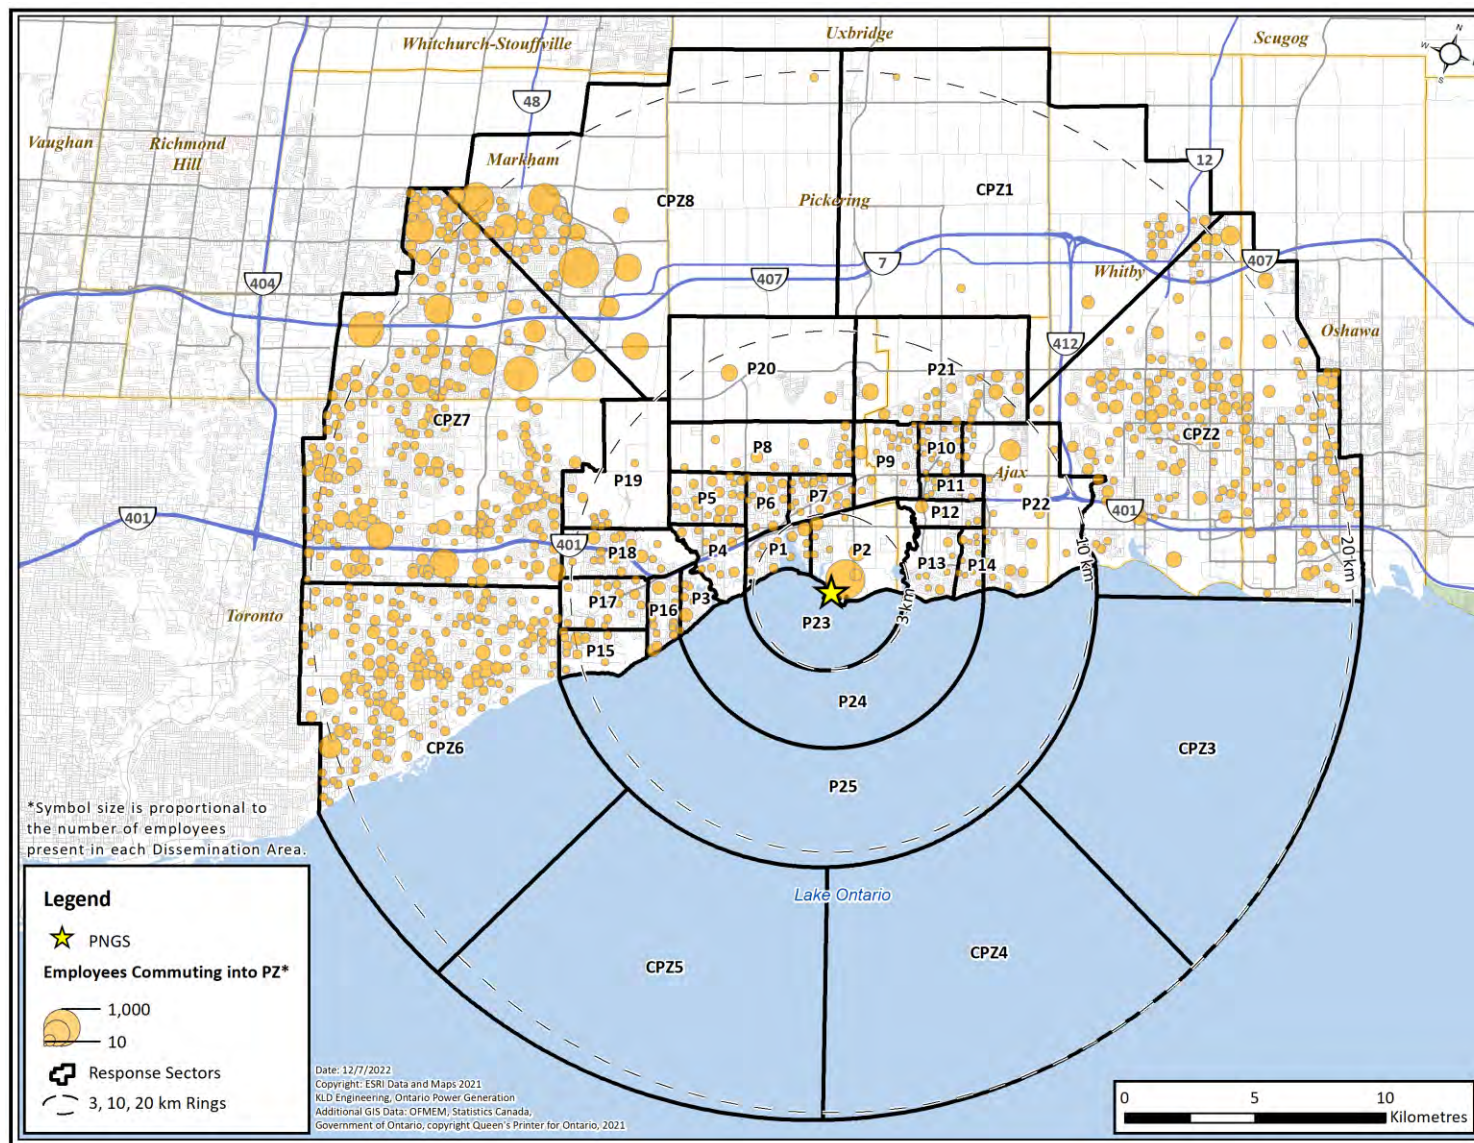 Whitchurch-Stouffville
Uxbridge
Scugog
N
W
S
48
Vaughan
Richmond
Hill
Markham
12
CPZ8
Pickering
CPZ1
404
407
7
Whitby
407
Oshawa
412
P20
P21
CPZ7
CPZ2
P8
P9
P10
Ajax
P19
P5
P6
P7
P11
P22
401
401
P12
401
P18
P4
P1
P2
P13
P14
10 km
20 km
P17
P16
P3
3 km
Toronto
P23
P15
P24
CPZ6
CPZ3
P25
*Symbol size is proportional to
the number of employees
present in each Dissemination Area.
Legend
PNGS
Employees Commuting into PZ*
1,000
10
Response Sectors
3, 10, 20 km Rings
Lake Ontario
CPZ5
CPZ4
Date: 12/7/2022
Copyright: ESRI Data and Maps 2021
KLD Engineering, Ontario Power Generation
Additional GIS Data: OFMEM, Statistics Canada,
Government of Ontario, copyright Queen's Printer for Ontario, 2021
0 5 10
Kilometres